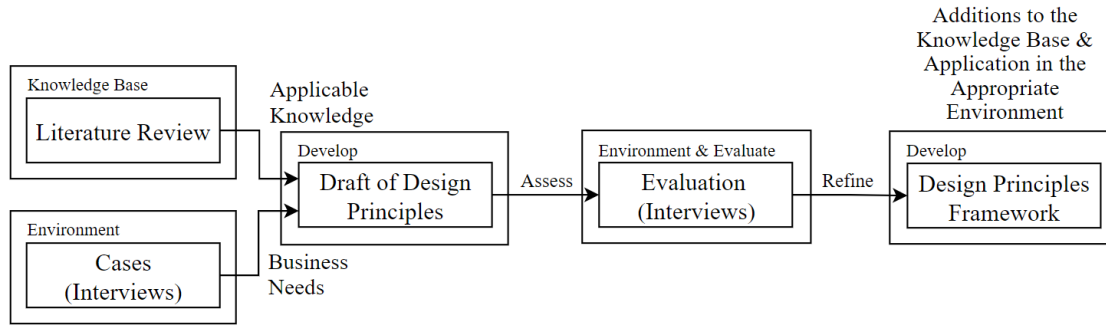 Knowledge Base
Literature Review
Environment
Cases
(Interviews)
Applicable
Knowledge
Business
Needs
Develop
Draft of Design
Principles
Assess
Environment & Evaluate
Evaluation
(Interviews)
Refine
Additions to the
Knowledge Base &
Application in the
Appropriate
Environment
Develop
Design Principles
Framework